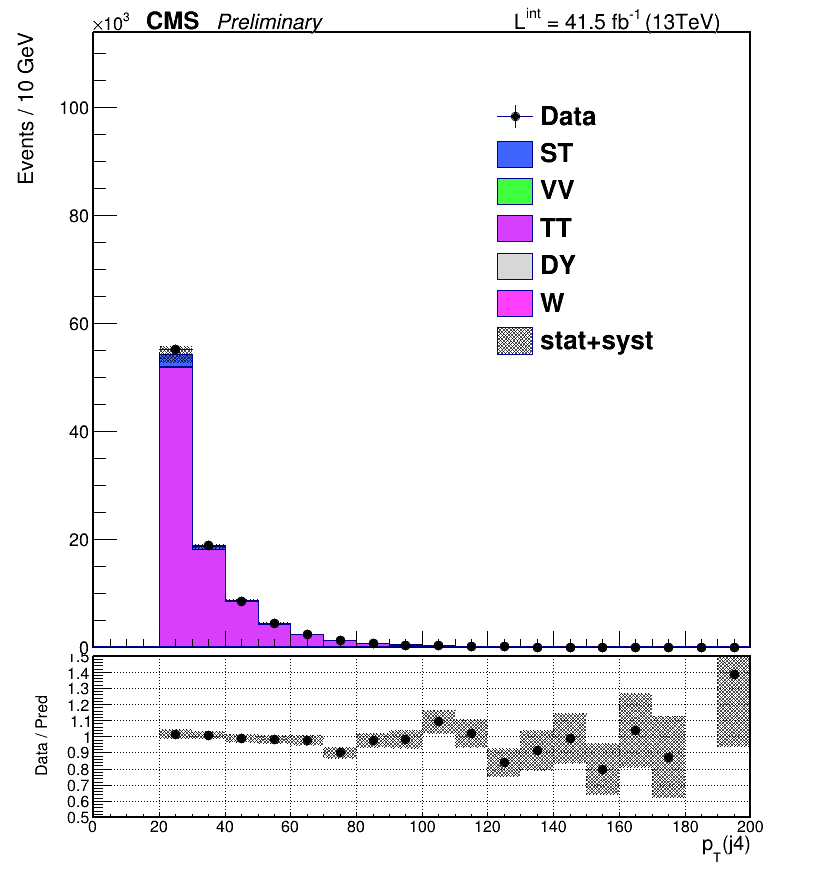 ×10³ CMS Preliminary L^int = 41.5 fb⁻¹ (13TeV)
Events / 10 GeV
100
80
60
40
20
0
Data
ST
VV
TT
DY
W
stat+syst
Data / Pred
1.5
1.4
1.3
1.2
1.1
1
0.9
0.8
0.7
0.6
0.5
0 20 40 60 80 100 120 140 160 180 200
p_T(j4)